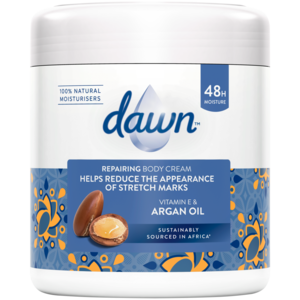 100% NATURAL
MOISTURISERS
48H
MOISTURE
dawn™
REPAIRING BODY CREAM
HELPS REDUCE THE APPEARANCE
OF STRETCH MARKS
VITAMIN E &
ARGAN OIL
SUSTAINABLY
SOURCED IN AFRICA*